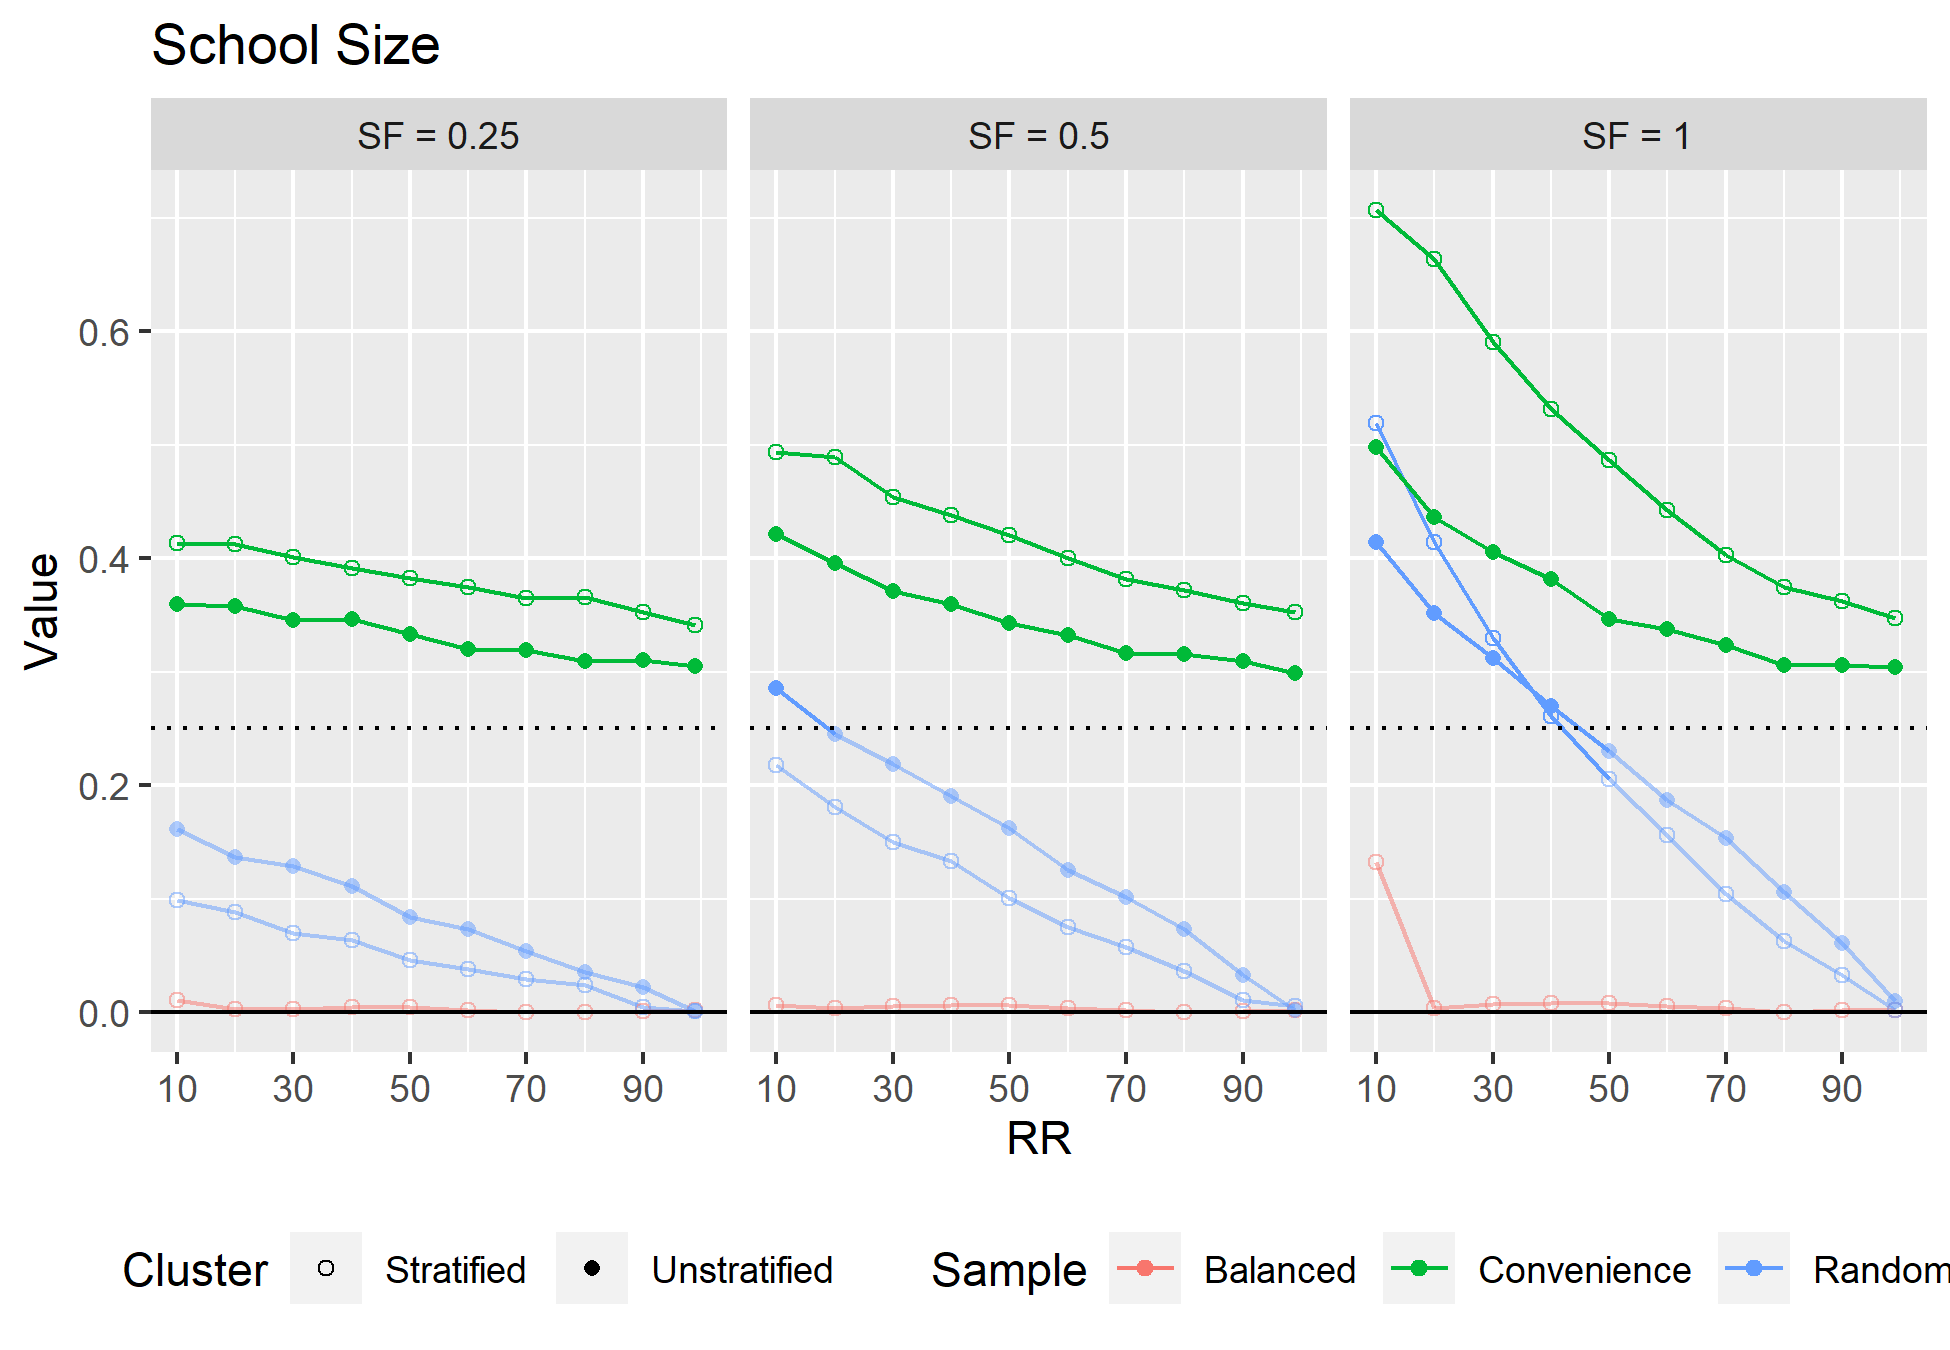 School Size
SF = 0.25
SF = 0.5
SF = 1
Value
0.6
0.4
0.2
0.0
10 30 50 70 90
10 30 50 70 90
10 30 50 70 90
RR
Cluster Stratified Unstratified Sample Balanced Convenience Random